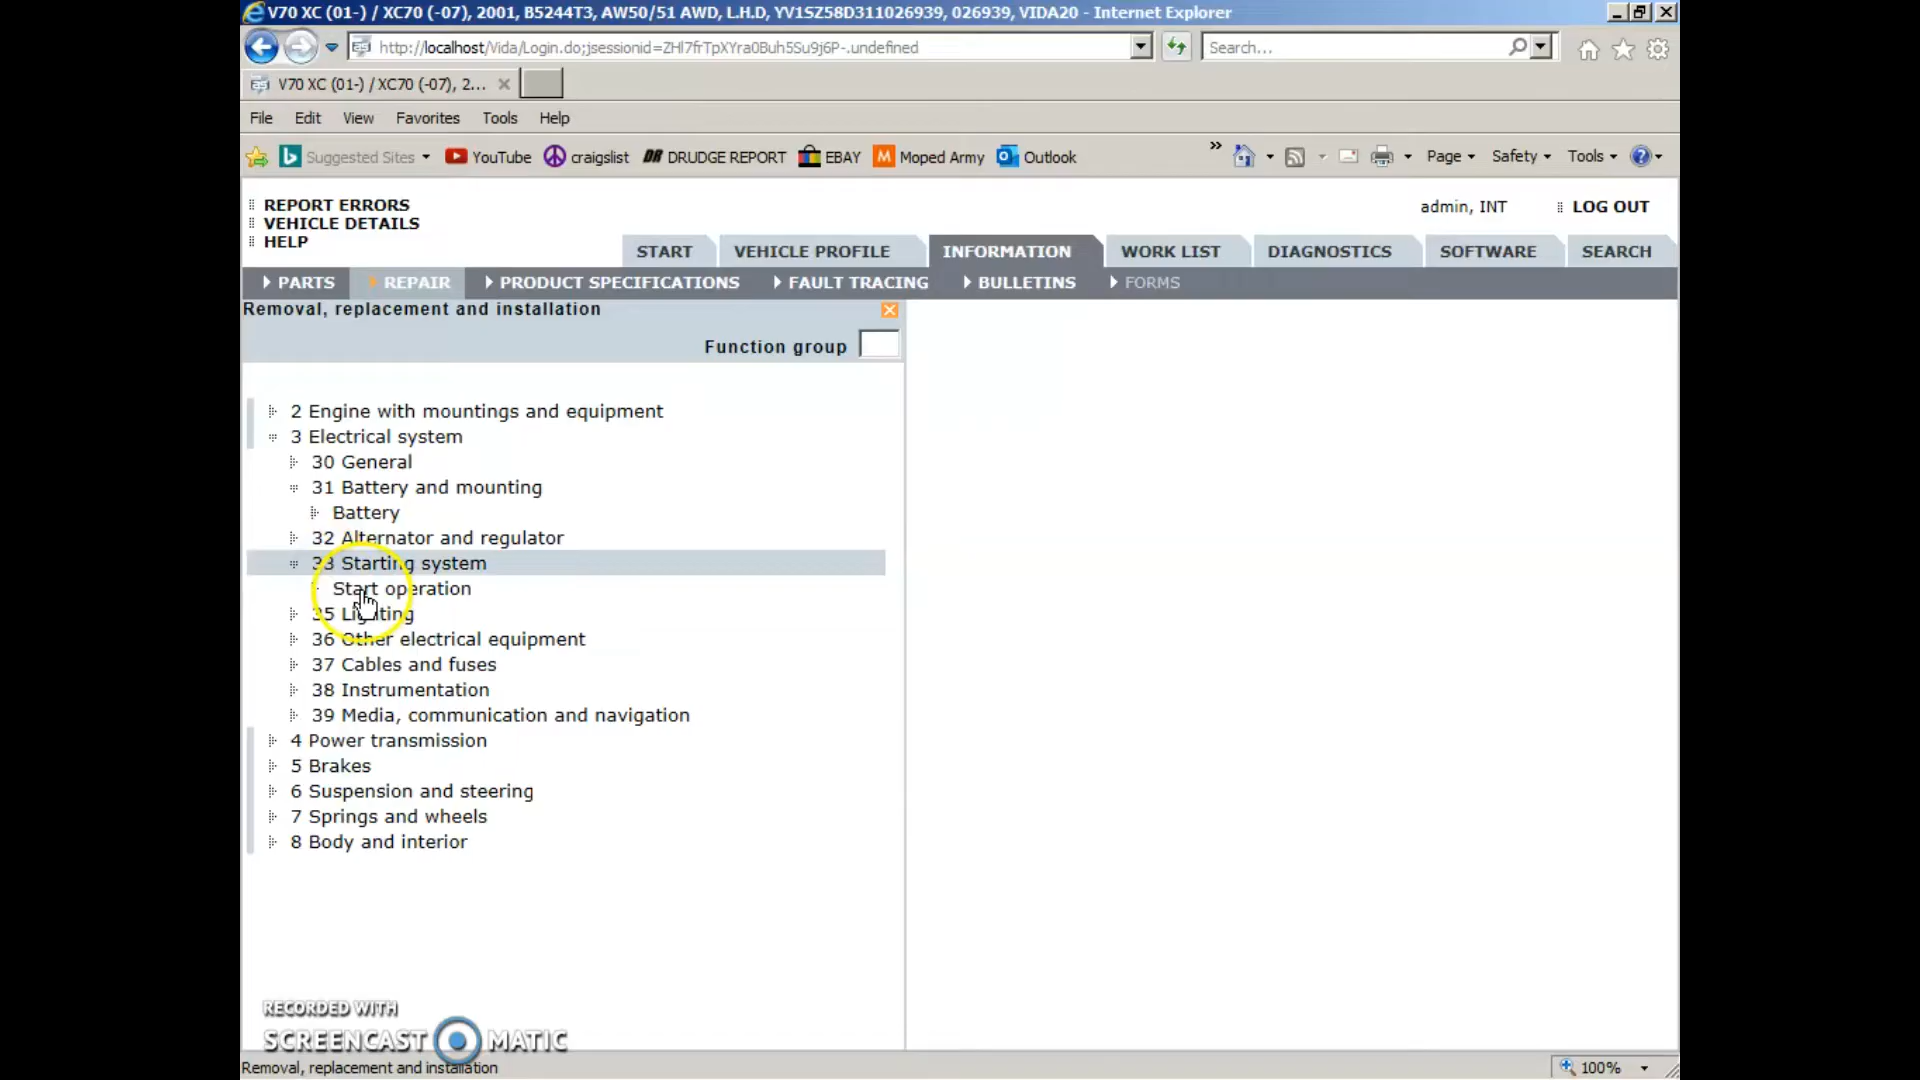 V70 XC (01-) / XC70 (-07), 2001, B5244T3, AW50/51 AWD, L.H.D, YV1SZ58D311026939, 026939, VIDA20 - Internet Explorer
http://localhost/Vida/Login.do;jsessionid=ZHl7frTpXYra0Buh5Su9j6P-.undefined
Search...
V70 XC (01-) / XC70 (-07), 2...
File Edit View Favorites Tools Help
Suggested Sites YouTube craigslist DRUDGE REPORT EBAY Moped Army Outlook » Page Safety Tools
REPORT ERRORS
VEHICLE DETAILS
HELP
admin, INT LOG OUT
START VEHICLE PROFILE INFORMATION WORK LIST DIAGNOSTICS SOFTWARE SEARCH
PARTS REPAIR PRODUCT SPECIFICATIONS FAULT TRACING BULLETINS FORMS
Removal, replacement and installation
Function group
2 Engine with mountings and equipment
3 Electrical system
30 General
31 Battery and mounting
Battery
32 Alternator and regulator
33 Starting system
Start operation
35 Lighting
36 Other electrical equipment
37 Cables and fuses
38 Instrumentation
39 Media, communication and navigation
4 Power transmission
5 Brakes
6 Suspension and steering
7 Springs and wheels
8 Body and interior
RECORDED WITH
SCREENCAST MATIC
Removal, replacement and installation
100%